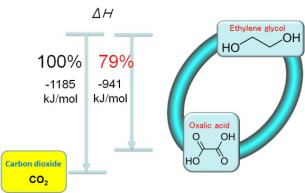 ΔH
100%
79%
-1185
kJ/mol
-941
kJ/mol
Carbon dioxide
CO₂
Ethylene glycol
HO
OH
Oxalic acid
O
OH
HO
O